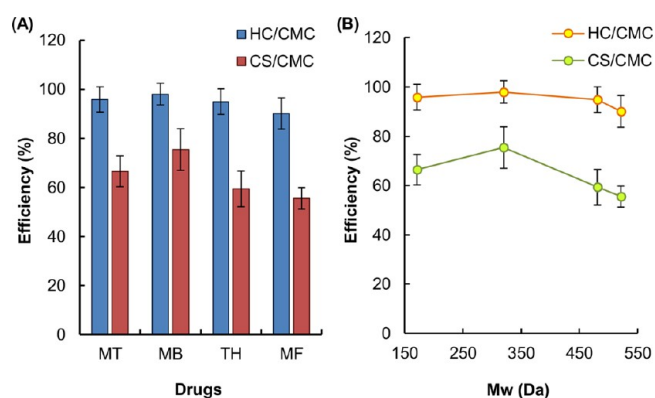 (A)
HC/CMC
CS/CMC
120
100
80
60
40
20
0
Efficiency (%)
MT MB TH MF
Drugs
(B)
HC/CMC
CS/CMC
120
100
80
60
40
20
0
Efficiency (%)
150 250 350 450 550
Mw (Da)